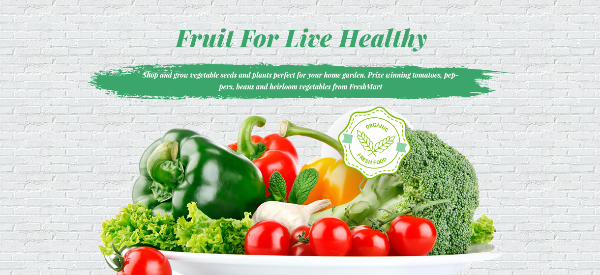 Fruit For Live Healthy
Shop and grow vegetable seeds and plants perfect for your home garden. Prize winning tomatoes, pep-
pers, beans and heirloom vegetables from FreshMart
ORGANIC
FRESH FOOD